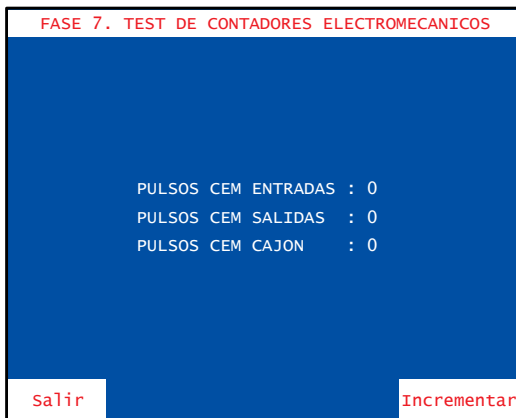 FASE 7. TEST DE CONTADORES ELECTROMECANICOS
PULSOS CEM ENTRADAS : 0
PULSOS CEM SALIDAS : 0
PULSOS CEM CAJON : 0
Salir
Incrementar